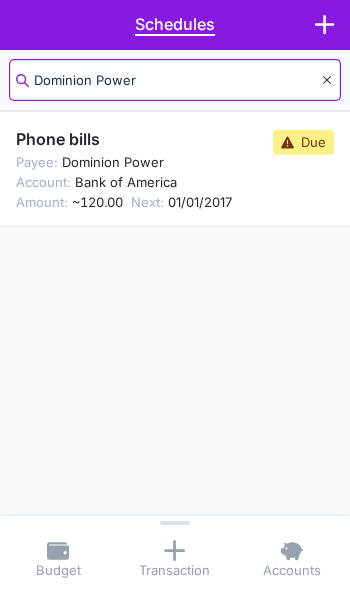 Schedules
Dominion Power
Phone bills
Due
Payee: Dominion Power
Account: Bank of America
Amount: ~120.00 Next: 01/01/2017
Budget Transaction Accounts